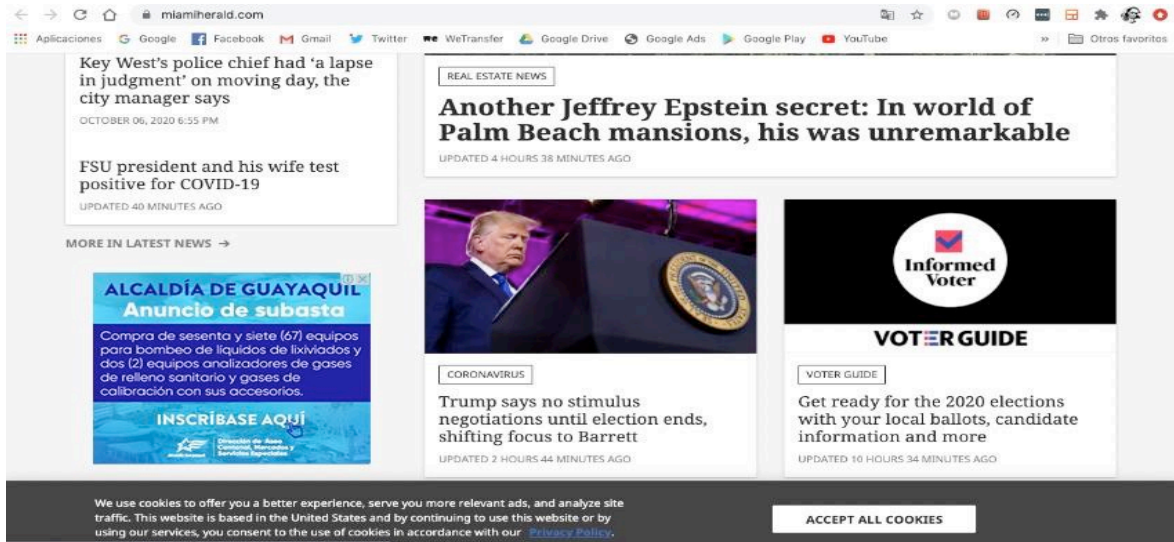 miamiherald.com
Aplicaciones Google Facebook Gmail Twitter WeTransfer Google Drive Google Ads Google Play YouTube » Otros favoritos
Key West's police chief had 'a lapse
in judgment' on moving day, the
city manager says
OCTOBER 06, 2020 6:55 PM
FSU president and his wife test
positive for COVID-19
UPDATED 40 MINUTES AGO
MORE IN LATEST NEWS →
ALCALDÍA DE GUAYAQUIL
Anuncio de subasta
Compra de sesenta y siete (67) equipos
para bombeo de líquidos de lixiviados y
dos (2) equipos analizadores de gases
de relleno sanitario y gases de
calibración con sus accesorios.
INSCRÍBASE AQUÍ
Dirección de Aseo
Cantonal, Mercados y
Servicios Especiales
REAL ESTATE NEWS
Another Jeffrey Epstein secret: In world of
Palm Beach mansions, his was unremarkable
UPDATED 4 HOURS 38 MINUTES AGO
CORONAVIRUS
Trump says no stimulus
negotiations until election ends,
shifting focus to Barrett
UPDATED 2 HOURS 44 MINUTES AGO
Informed
Voter
VOTER GUIDE
VOTER GUIDE
Get ready for the 2020 elections
with your local ballots, candidate
information and more
UPDATED 10 HOURS 34 MINUTES AGO
We use cookies to offer you a better experience, serve you more relevant ads, and analyze site
traffic. This website is based in the United States and by continuing to use this website or by
using our services, you consent to the use of cookies in accordance with our Privacy Policy.
ACCEPT ALL COOKIES